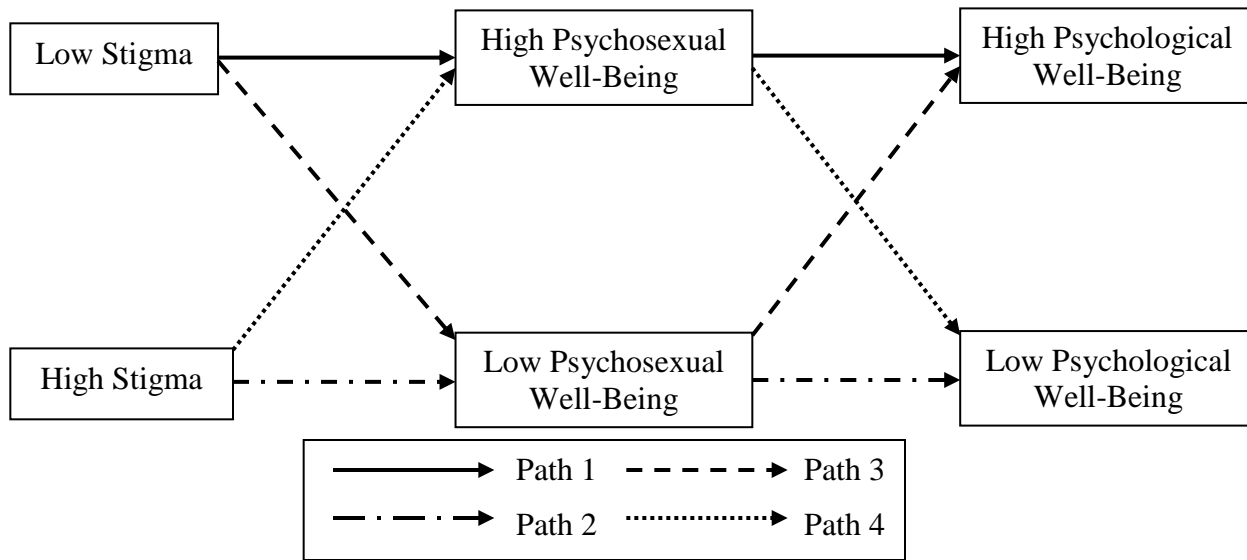 Low Stigma
High Psychosexual
Well-Being
High Psychological
Well-Being
High Stigma
Low Psychosexual
Well-Being
Low Psychological
Well-Being
Path 1
Path 3
Path 2
Path 4